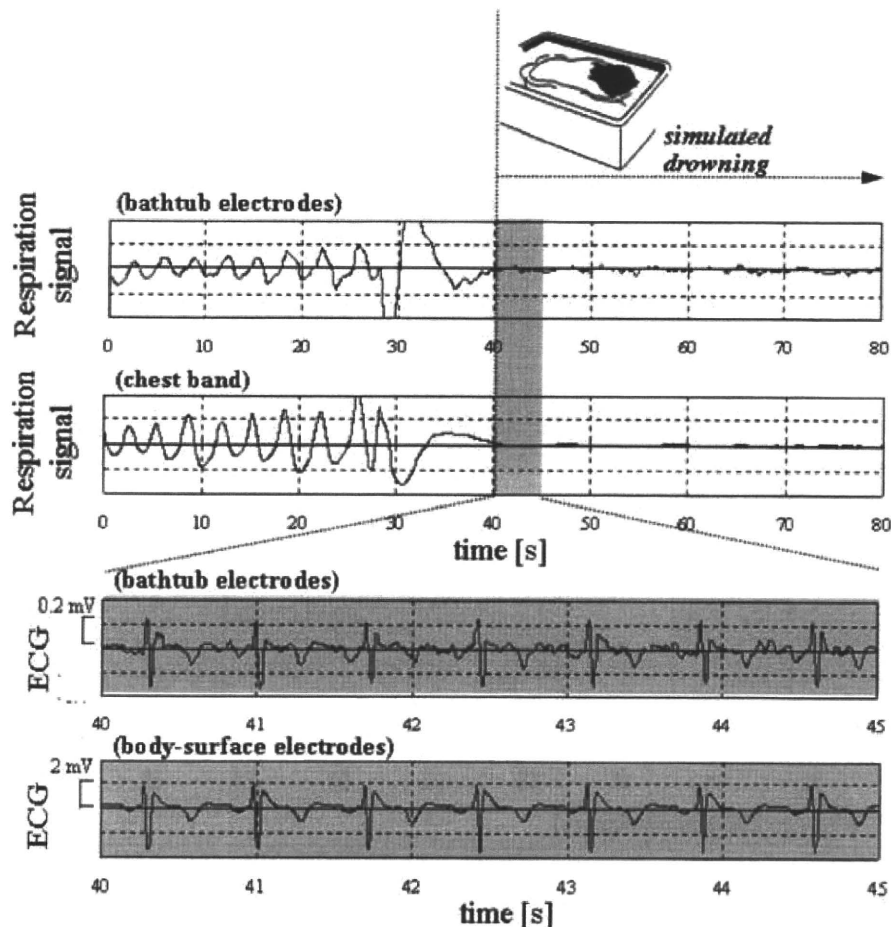 simulated
drowning
(bathtub electrodes)
Respiration
signal
0 10 20 30 40 50 60 70 80
(chest band)
Respiration
signal
0 10 20 30 40 50 60 70 80
time [s]
(bathtub electrodes)
0.2 mV
ECG
40 41 42 43 44 45
(body-surface electrodes)
2 mV
ECG
40 41 42 43 44 45
time [s]